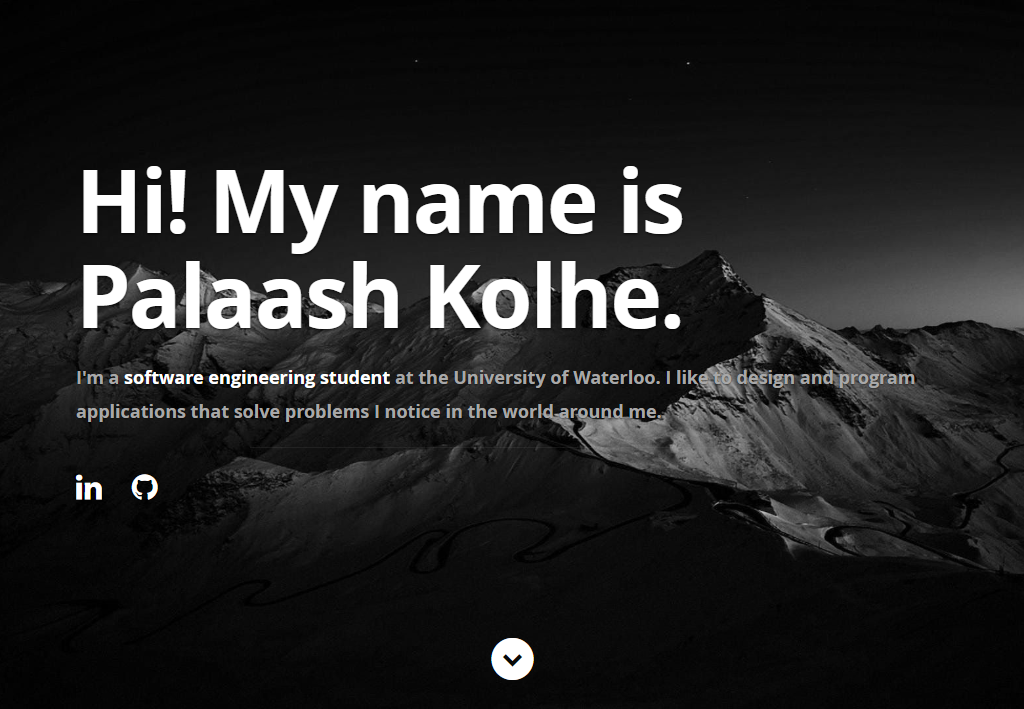 Hi! My name is
Palaash Kolhe.
I'm a software engineering student at the University of Waterloo. I like to design and program
applications that solve problems I notice in the world around me.
in